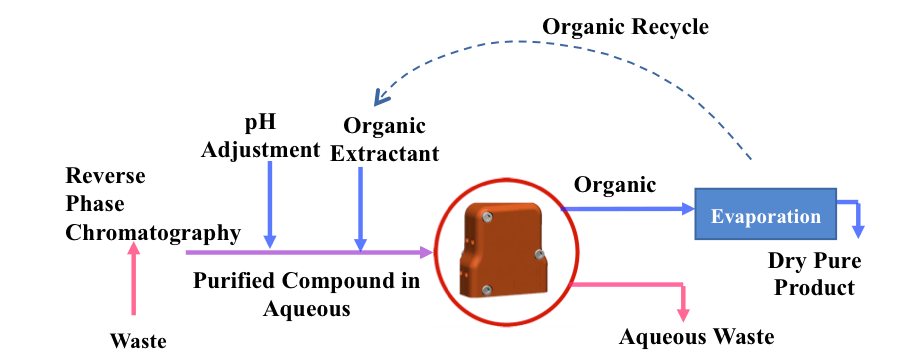 Organic Recycle
pH
Adjustment
Organic
Extractant
Reverse
Phase
Chromatography
Organic
Evaporation
Purified Compound in
Aqueous
Dry Pure
Product
Waste
Aqueous Waste